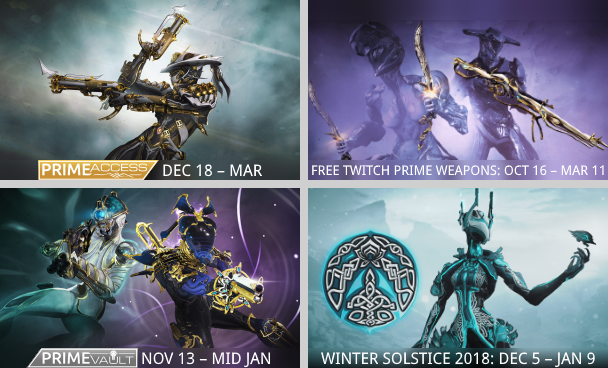 PRIMEACCESS DEC 18 – MAR
FREE TWITCH PRIME WEAPONS: OCT 16 – MAR 11
PRIMEVAULT NOV 13 – MID JAN
WINTER SOLSTICE 2018: DEC 5 – JAN 9